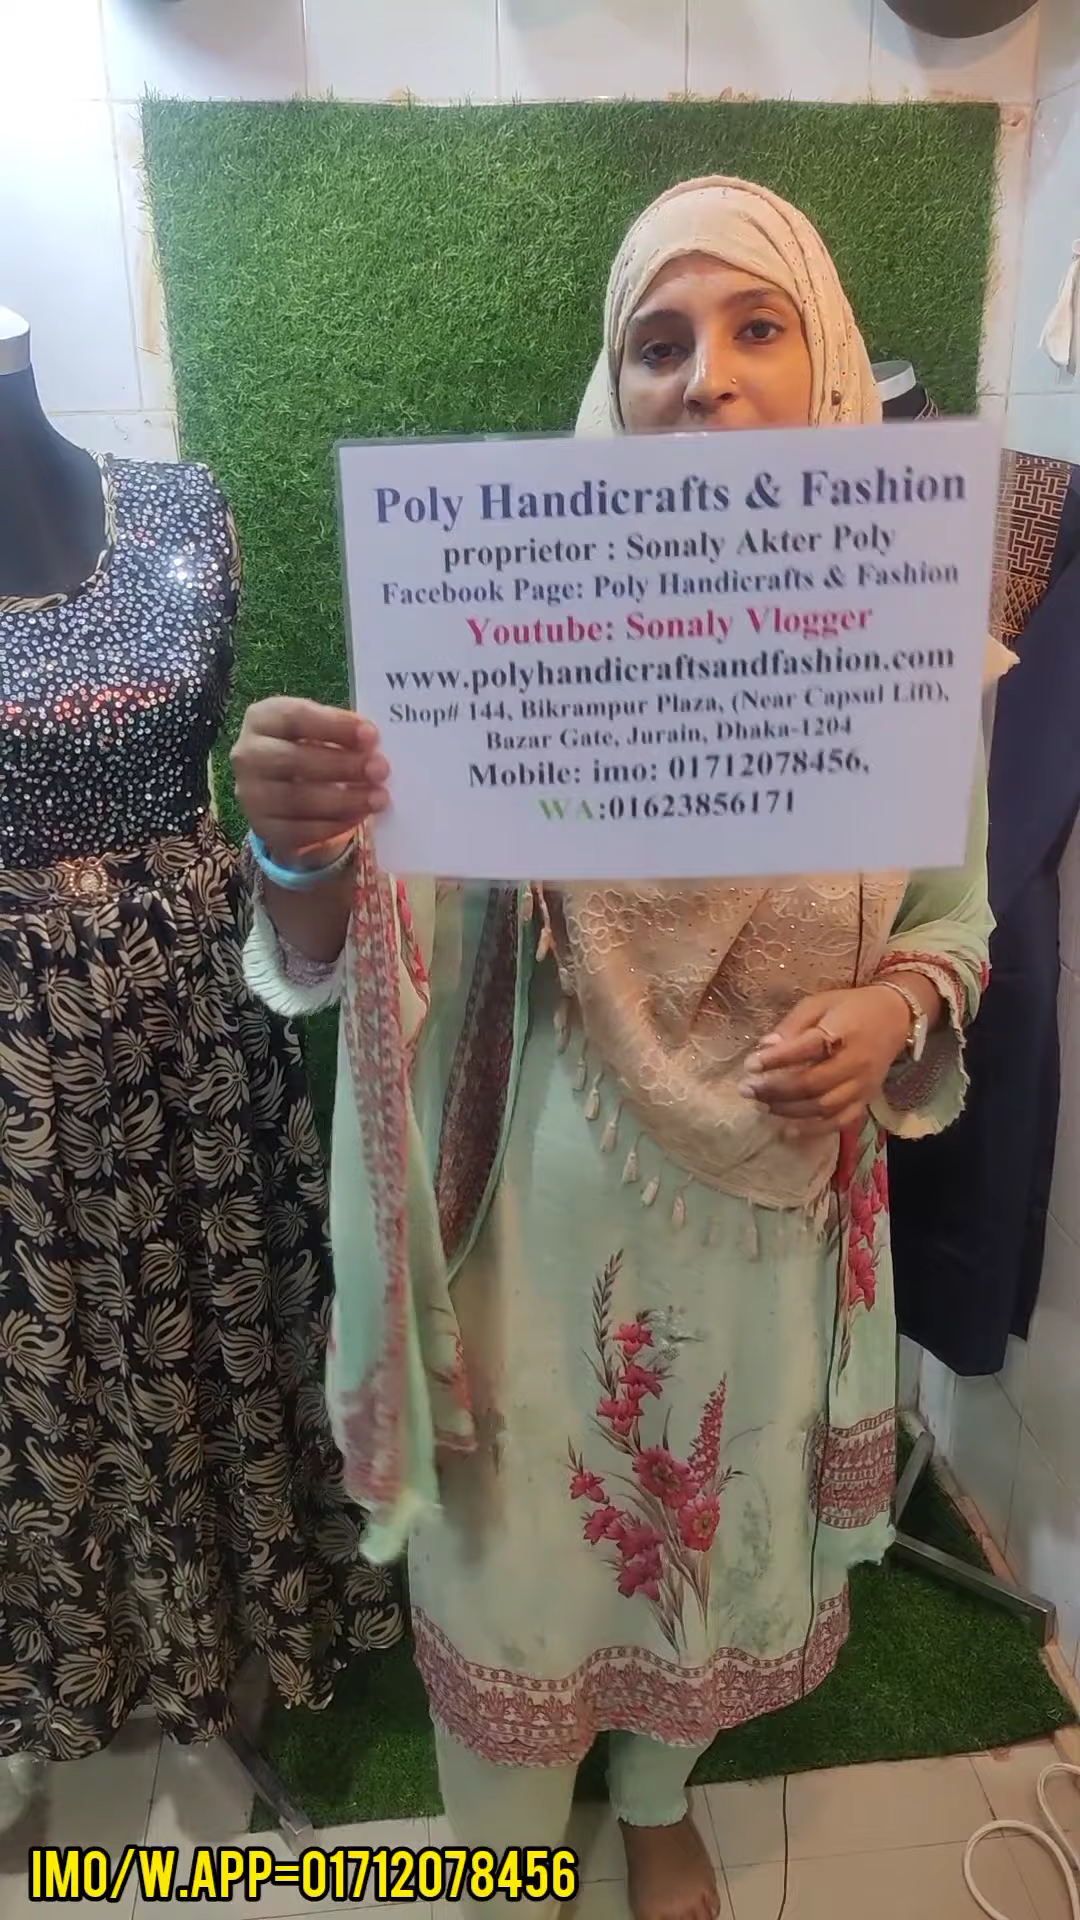 Poly Handicrafts & Fashion
proprietor : Sonaly Akter Poly
Facebook Page: Poly Handicrafts & Fashion
Youtube: Sonaly Vlogger
www.polyhandicraftsandfashion.com
Shop# 144, Bikrampur Plaza, (Near Capsul Lift),
Bazar Gate, Jurain, Dhaka-1204
Mobile: imo: 01712078456,
WA:01623856171
IMO/W.APP=01712078456